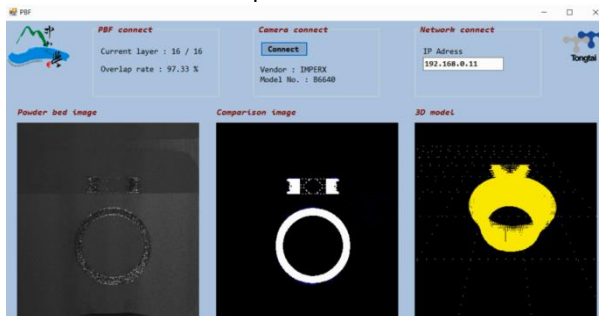 PBF
PBF connect
Current layer : 16 / 16
Overlap rate : 97.33 %
Camera connect
Connect
Vendor : IMPERX
Model No. : B6640
Network connect
IP Adress
192.168.0.11
Tongtai
Powder bed image
Comparison image
3D model